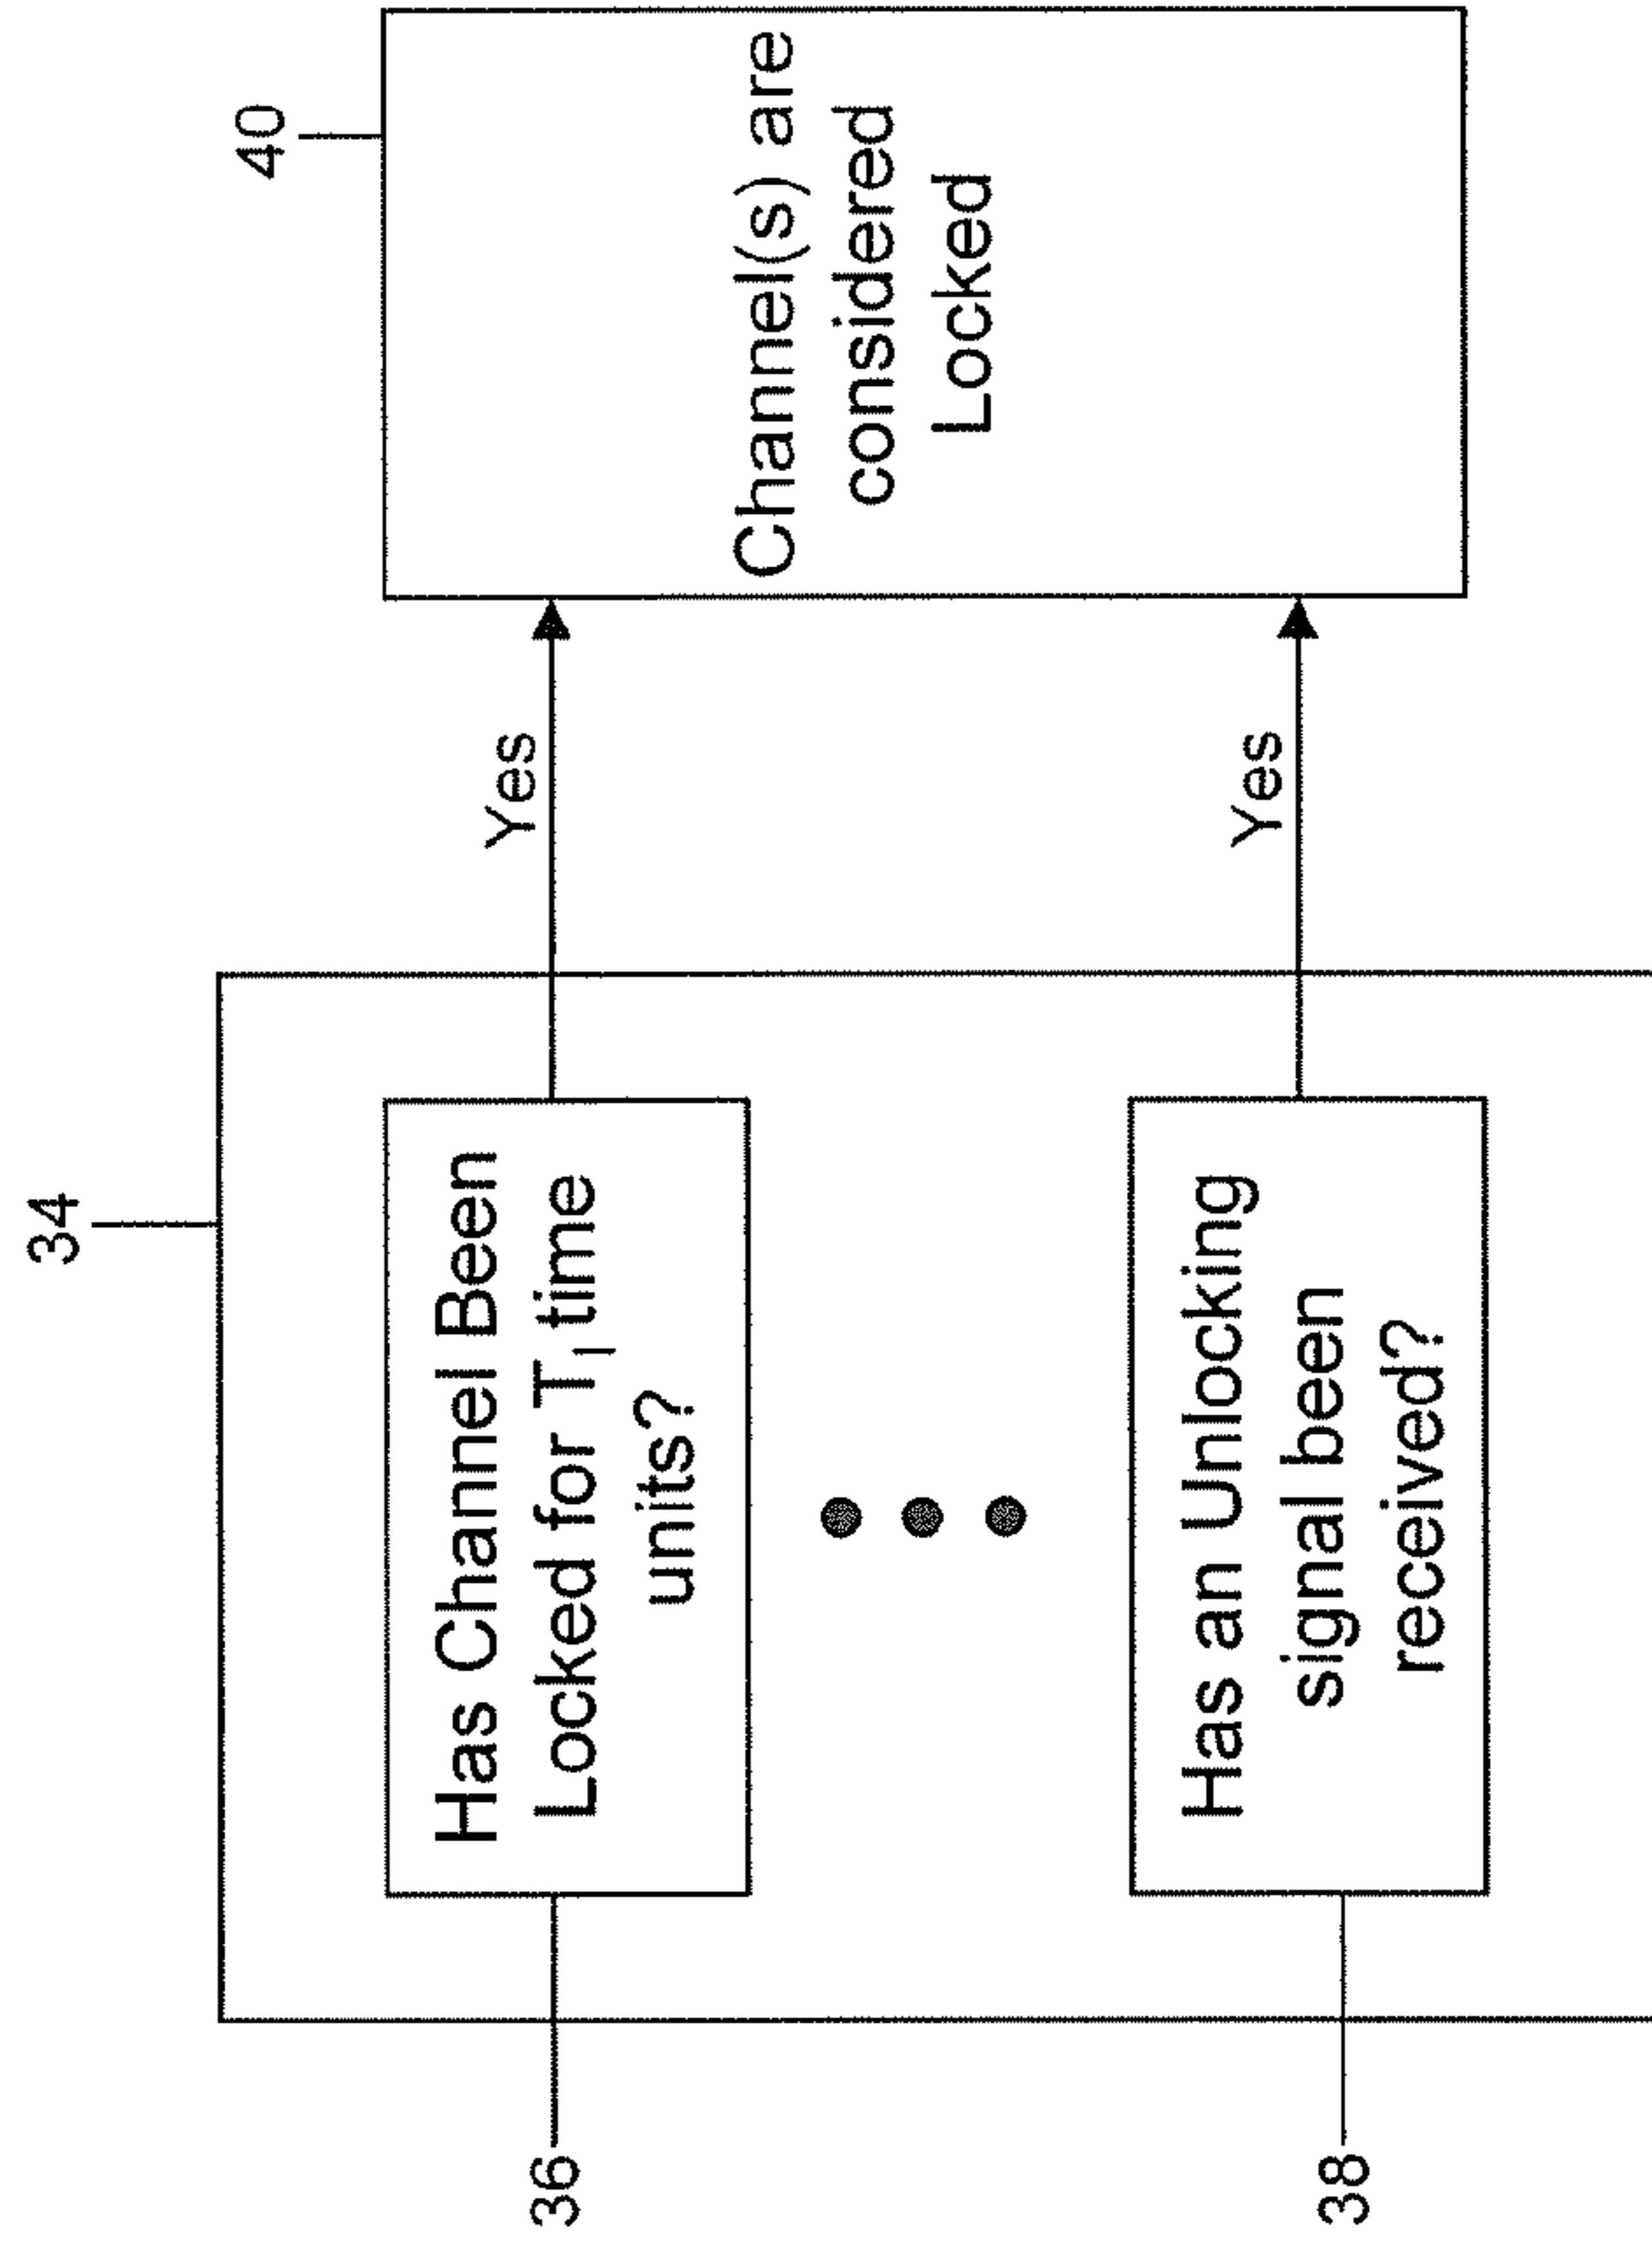 34
40
36
Has Channel Been
Locked for Tl time
units?
Yes
Channel(s) are
considered
Locked
38
Has an Unlocking
signal been
received?
Yes